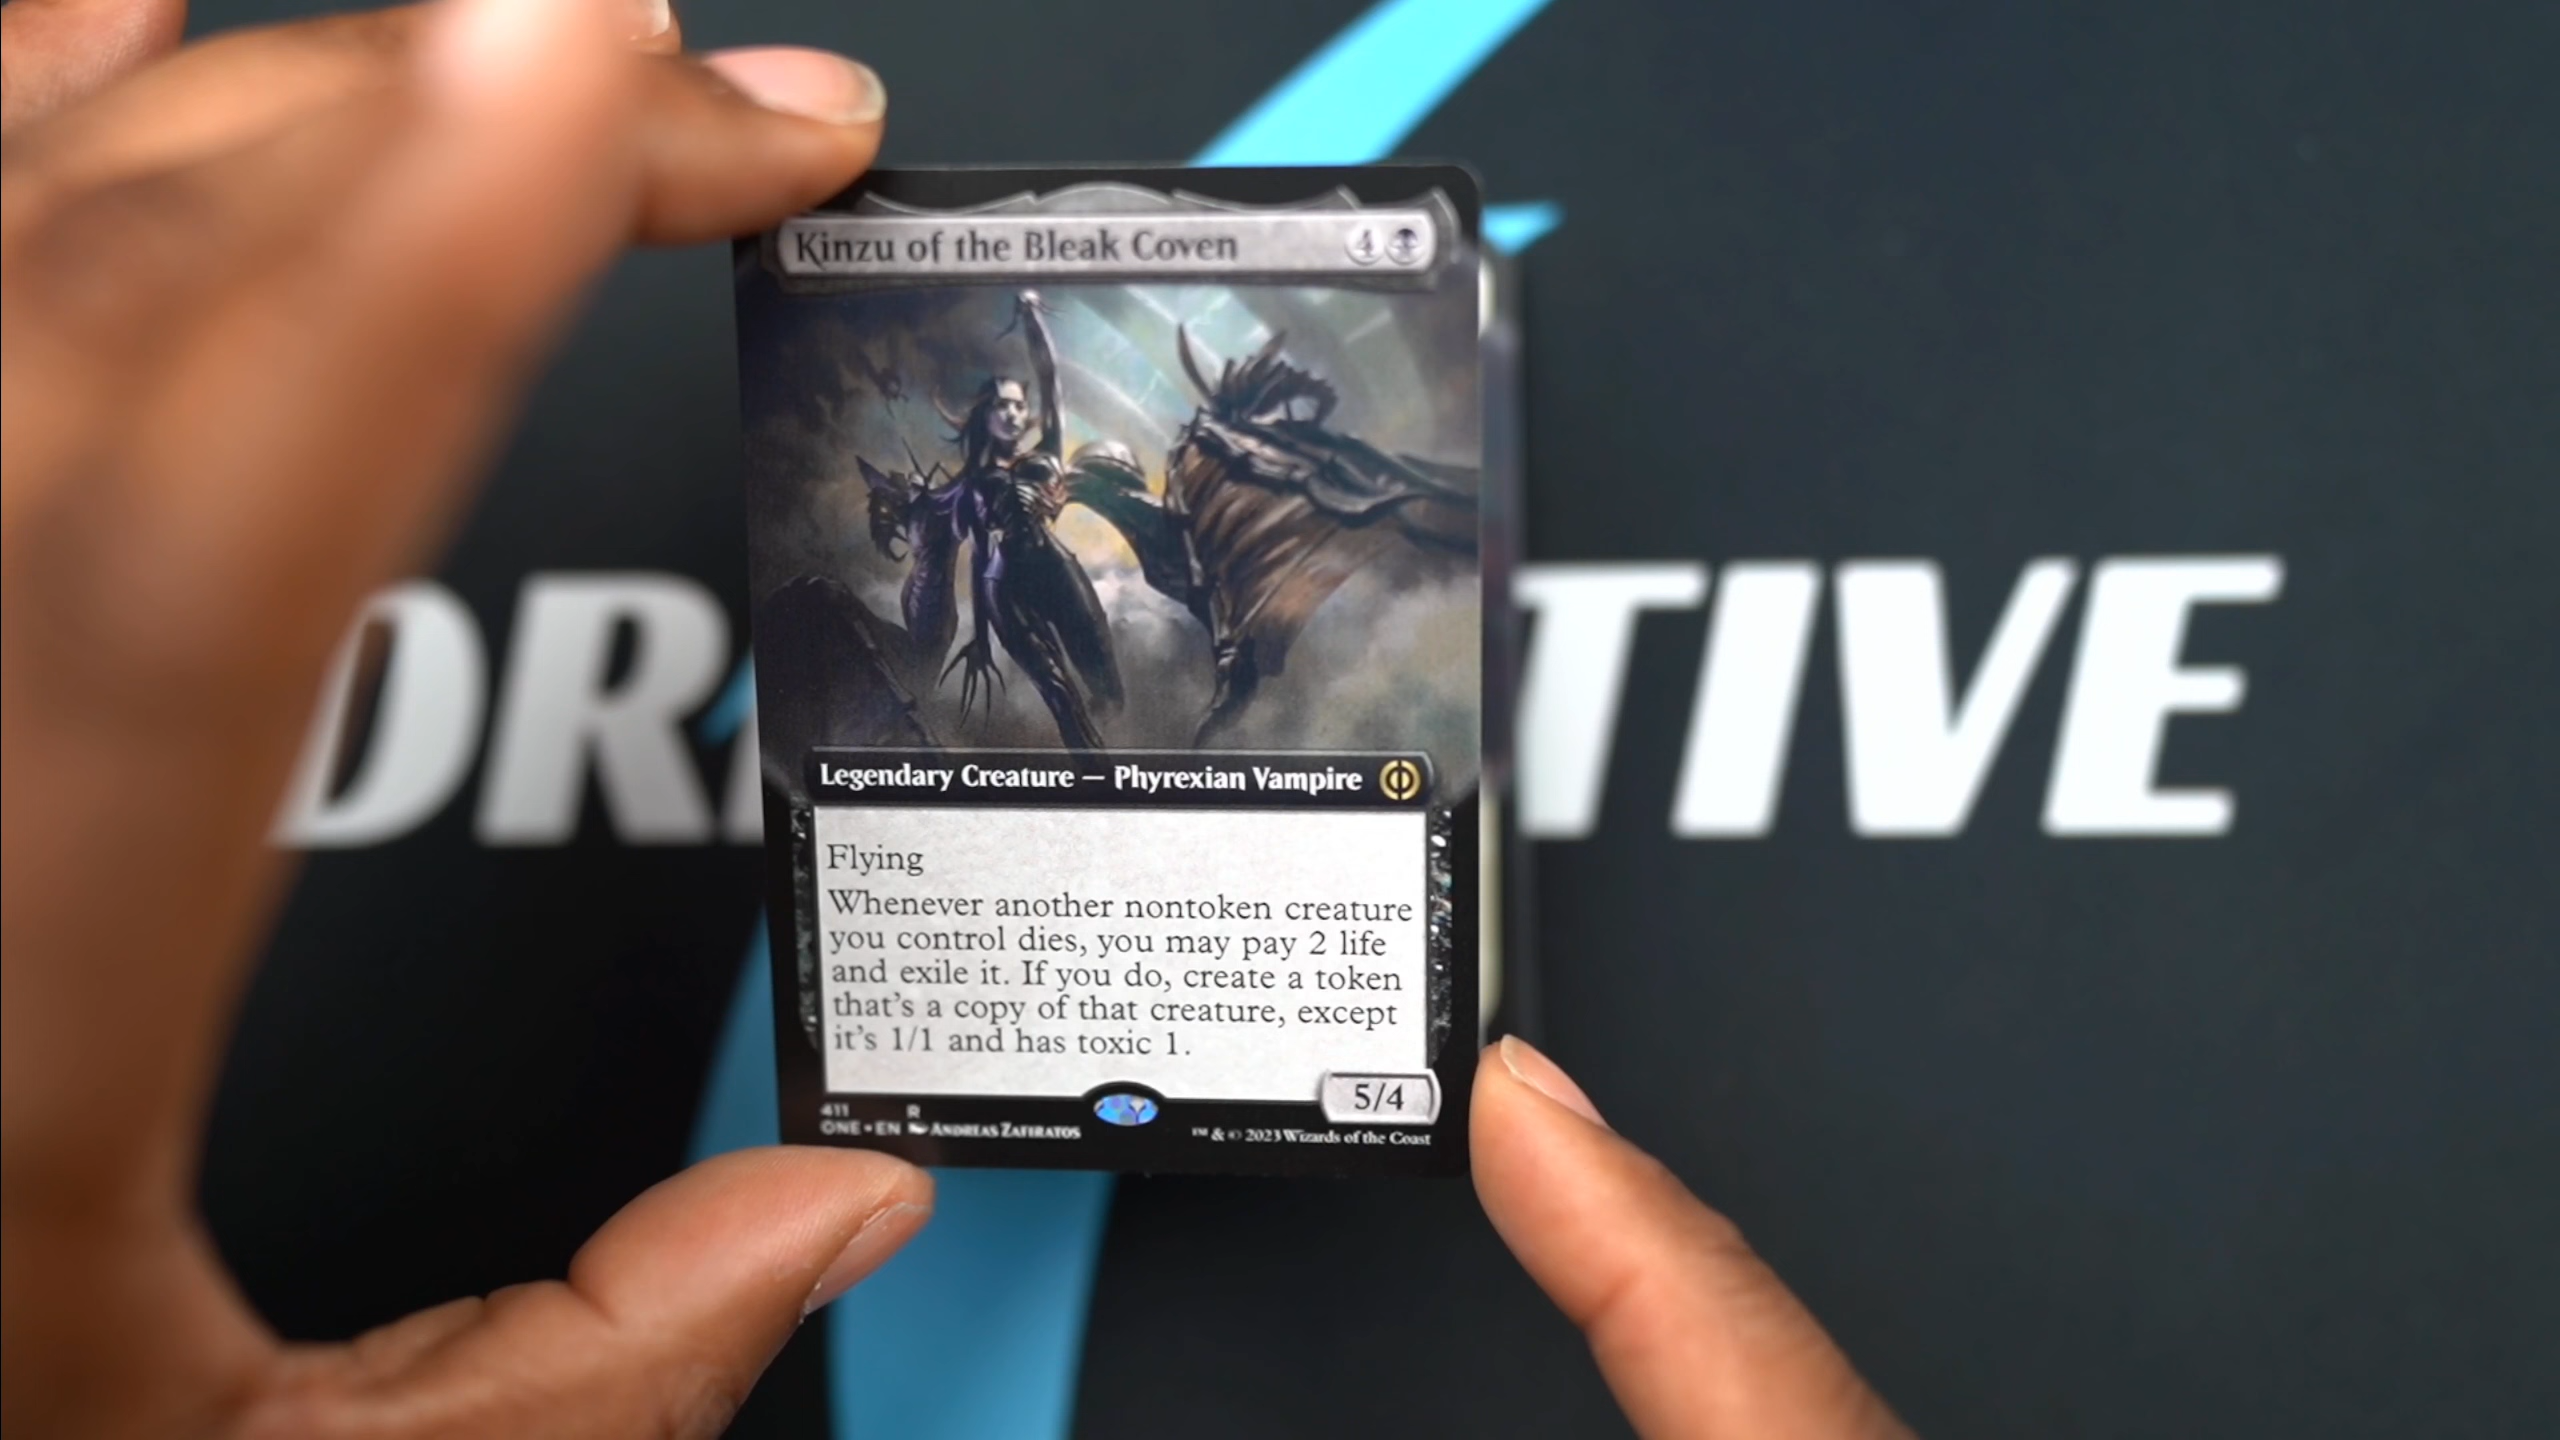 Kinzu of the Bleak Coven 4
DR TIVE
Legendary Creature — Phyrexian Vampire
Flying
Whenever another nontoken creature
you control dies, you may pay 2 life
and exile it. If you do, create a token
that's a copy of that creature, except
it's 1/1 and has toxic 1.
5/4
411 R
ONE • EN ANDREAS ZAFIRATOS
™ & © 2023 Wizards of the Coast